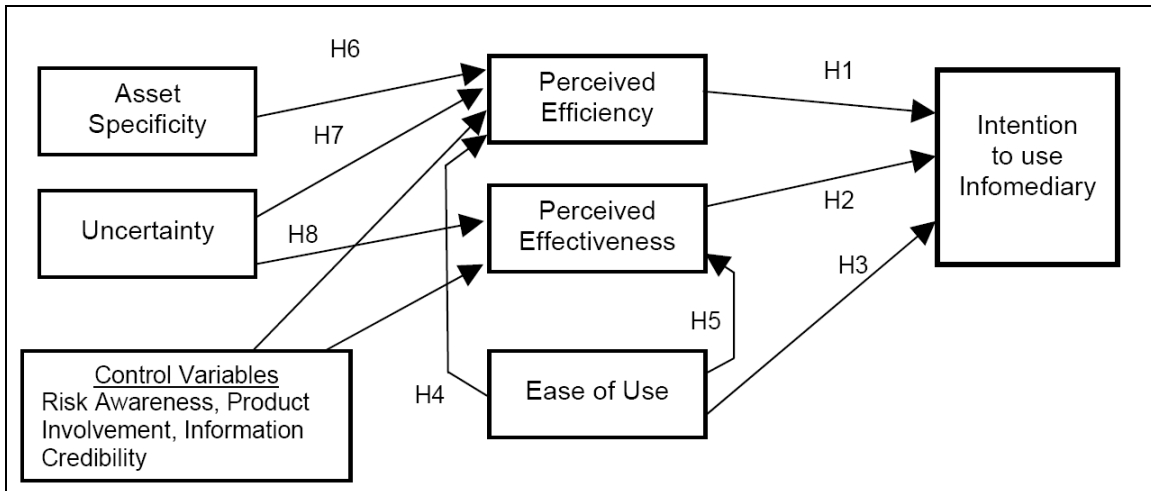 H6
Asset
Specificity
Perceived
Efficiency
H1
Intention
to use
Infomediary
H7
Uncertainty
H8
Perceived
Effectiveness
H2
H3
H5
Control Variables
Risk Awareness, Product
Involvement, Information
Credibility
H4
Ease of Use